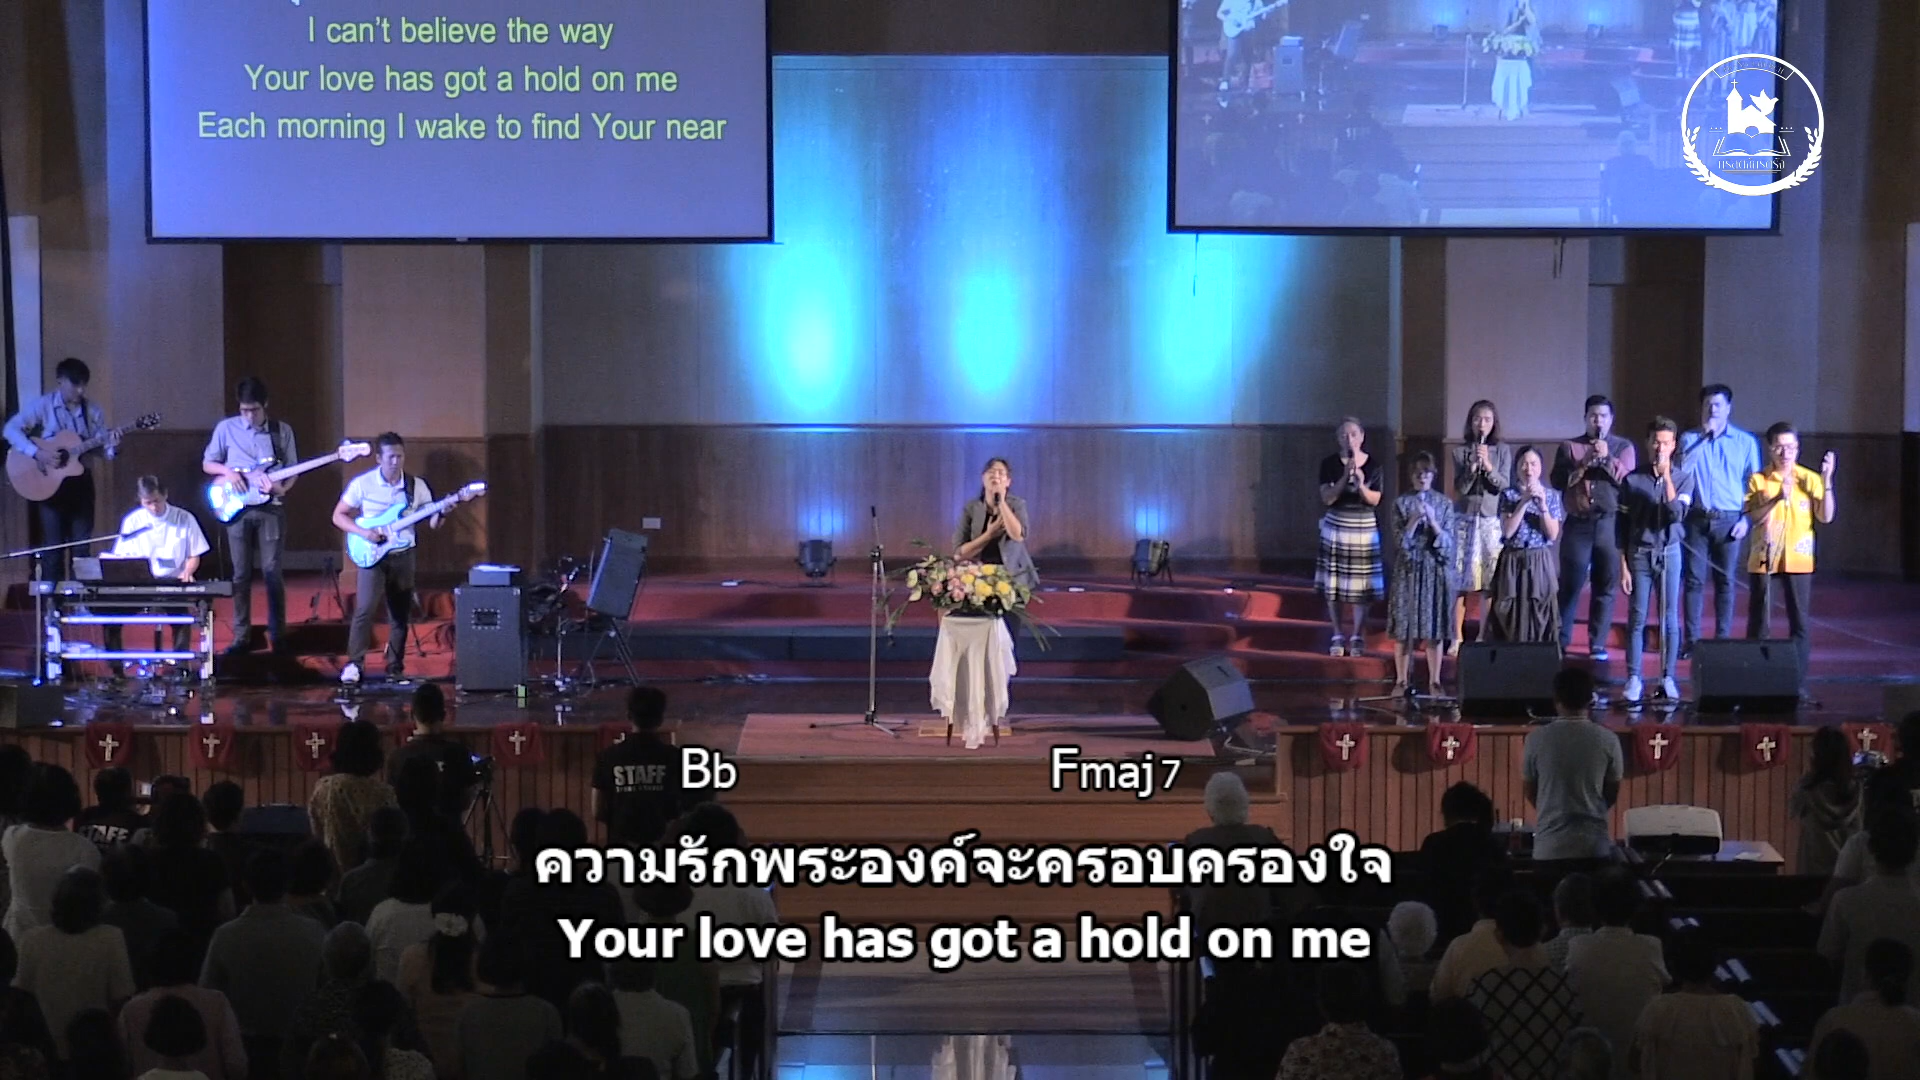 I can't believe the way
Your love has got a hold on me
Each morning I wake to find Your near
STAFF
Bb Fmaj7
STAFF
ความรักพระองค์จะครอบครองใจ
Your love has got a hold on me